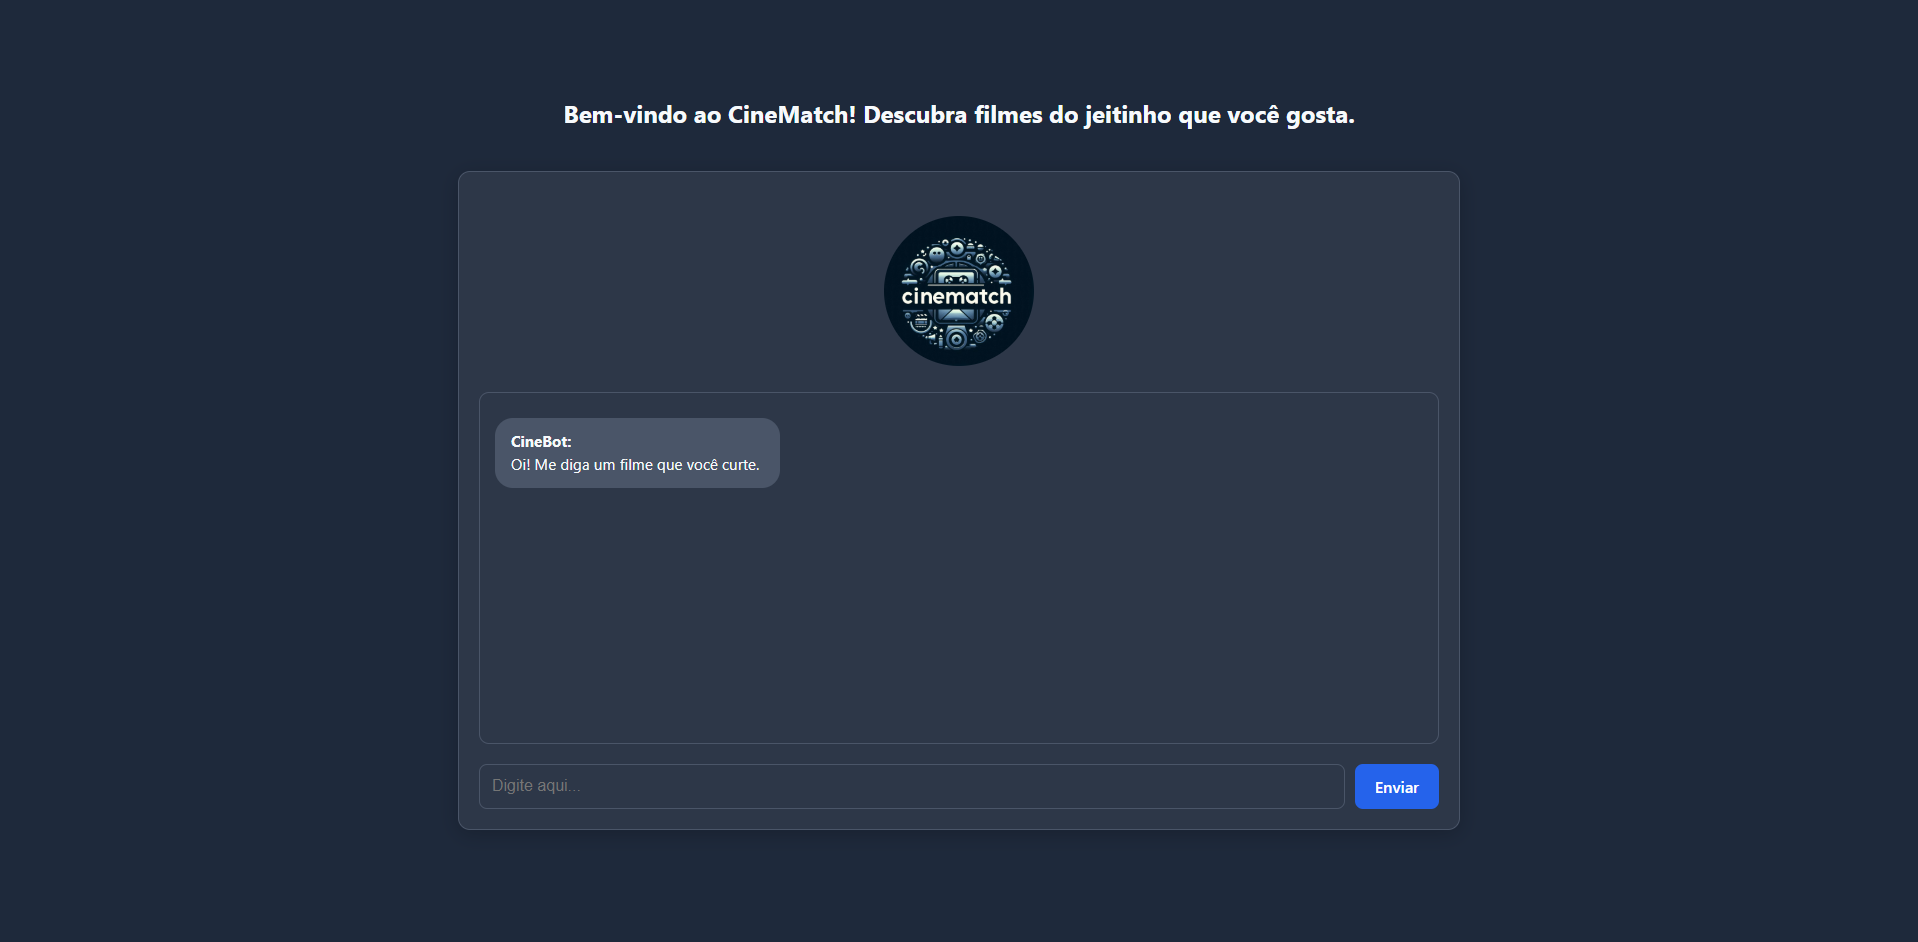 Bem-vindo ao CineMatch! Descubra filmes do jeitinho que você gosta.
cinematch
CineBot:
Oi! Me diga um filme que você curte.
Digite aqui...
Enviar